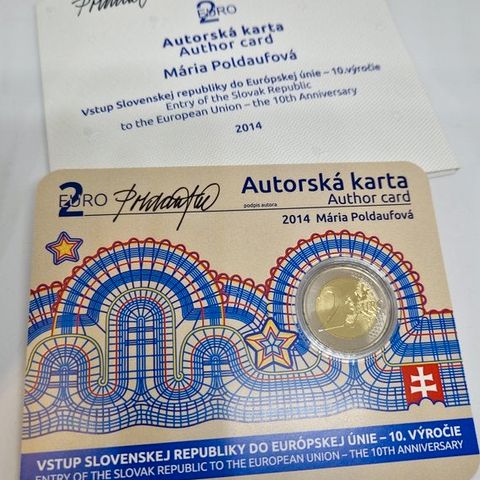 2 EURO
Autorská karta
Author card
Mária Poldaufová
Vstup Slovenskej republiky do Európskej únie – 10.výročie
Entry of the Slovak Republic
to the European Union – the 10th Anniversary
2014
2 EURO Poldaufová Autorská karta
podpis autora Author card
2014 Mária Poldaufová
2
VSTUP SLOVENSKEJ REPUBLIKY DO EURÓPSKEJ ÚNIE – 10. VÝROČIE
ENTRY OF THE SLOVAK REPUBLIC TO THE EUROPEAN UNION – THE 10TH ANNIVERSARY